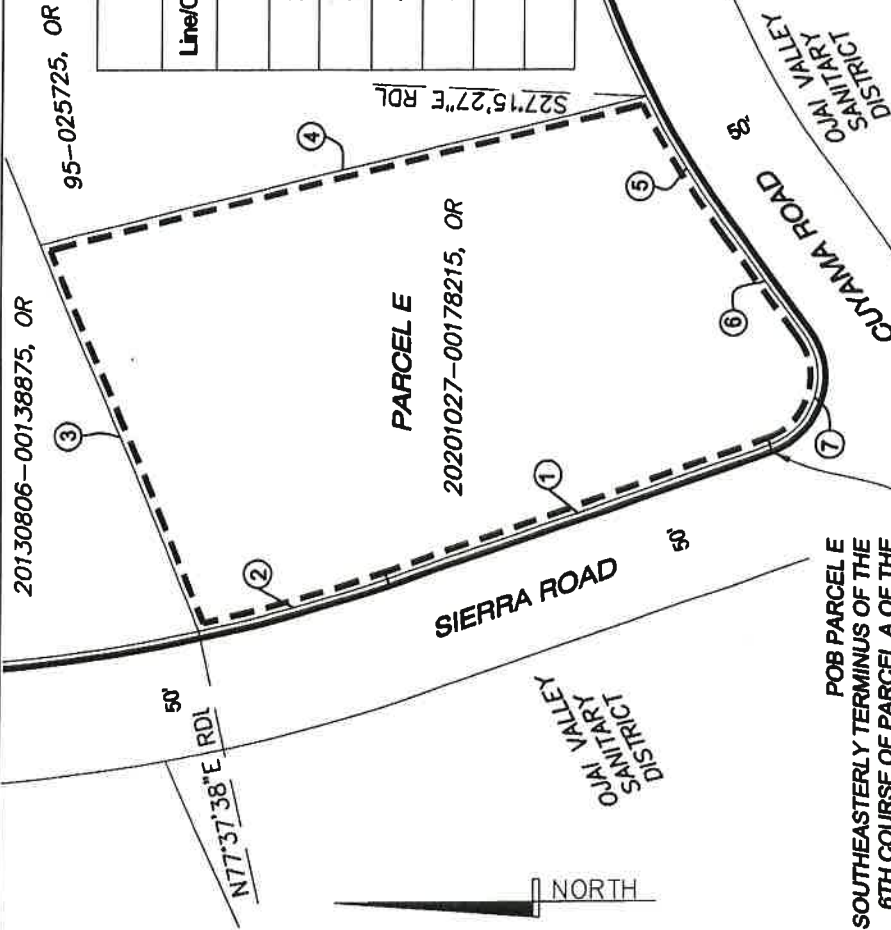 20130806-00138875, OR
95-025725, OR
Line/C
S27°15'27"E RDL
3
4
2
PARCEL E
20201027-00178215, OR
1
5
6
7
50'
N77°37'38"E RDL
SIERRA ROAD
50'
50'
CUYAMA ROAD
OJAI VALLEY
SANITARY
DISTRICT
OJAI VALLEY
SANITARY
DISTRICT
NORTH
POB PARCEL E
SOUTHEASTERLY TERMINUS OF THE
6TH COURSE OF PARCEL A OF THE